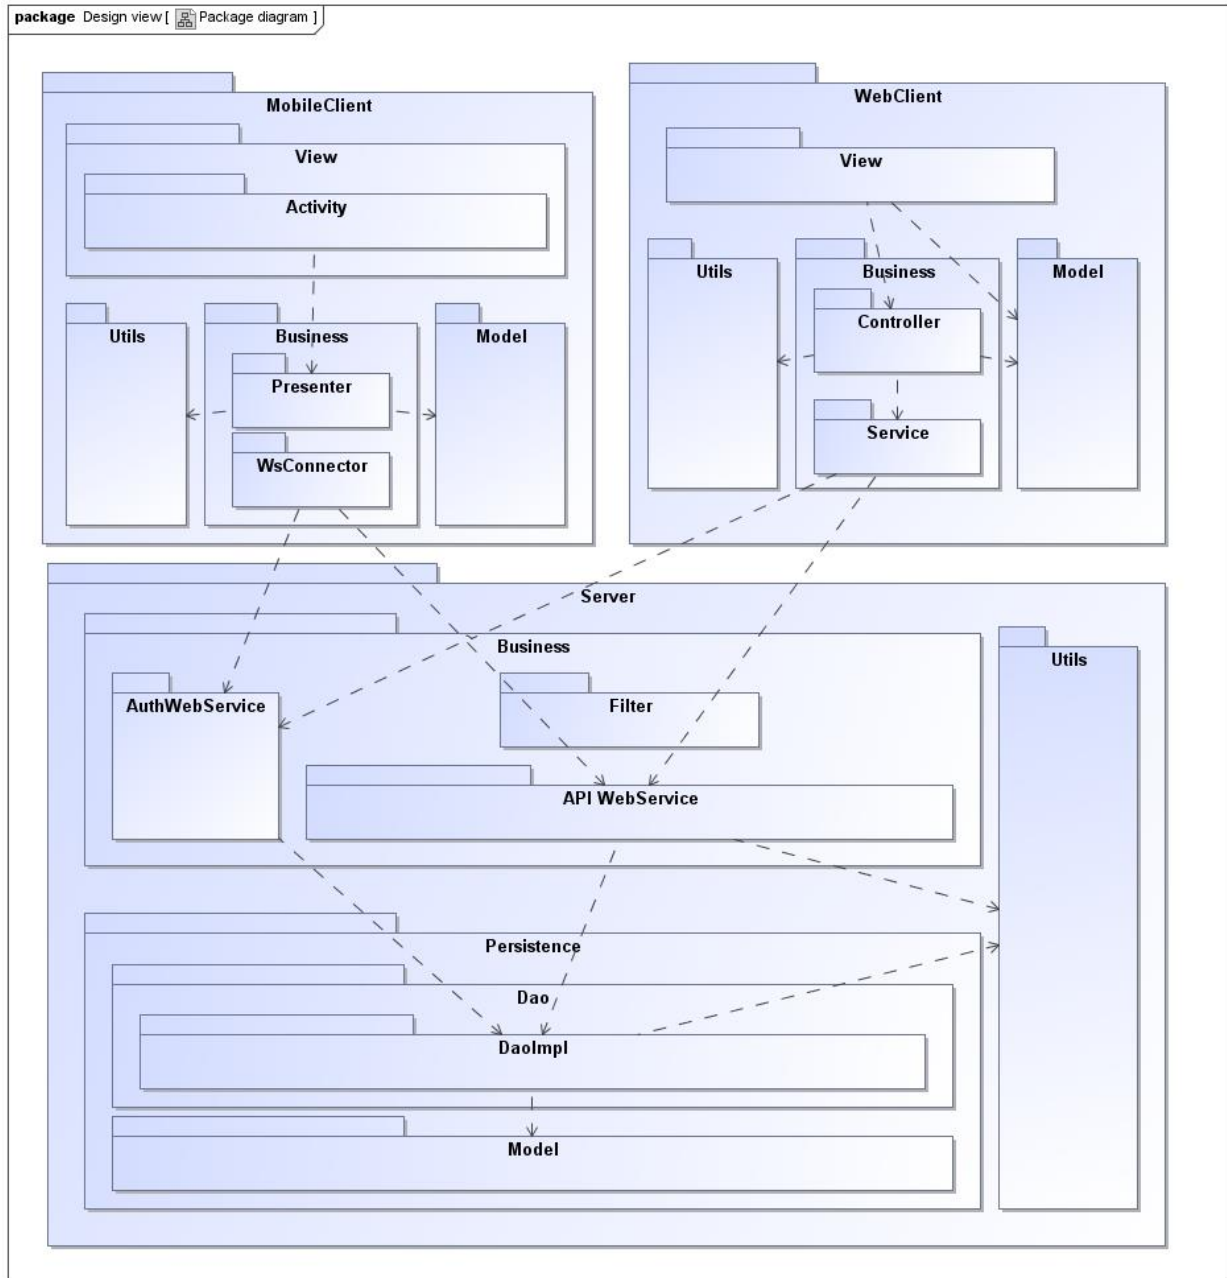 package Design view [ Package diagram ]
MobileClient
View
Activity
Utils
Business
Model
Presenter
WsConnector
WebClient
View
Utils
Business
Model
Controller
Service
Server
Business
Utils
AuthWebService
Filter
API WebService
Persistence
Dao
DaoImpl
Model